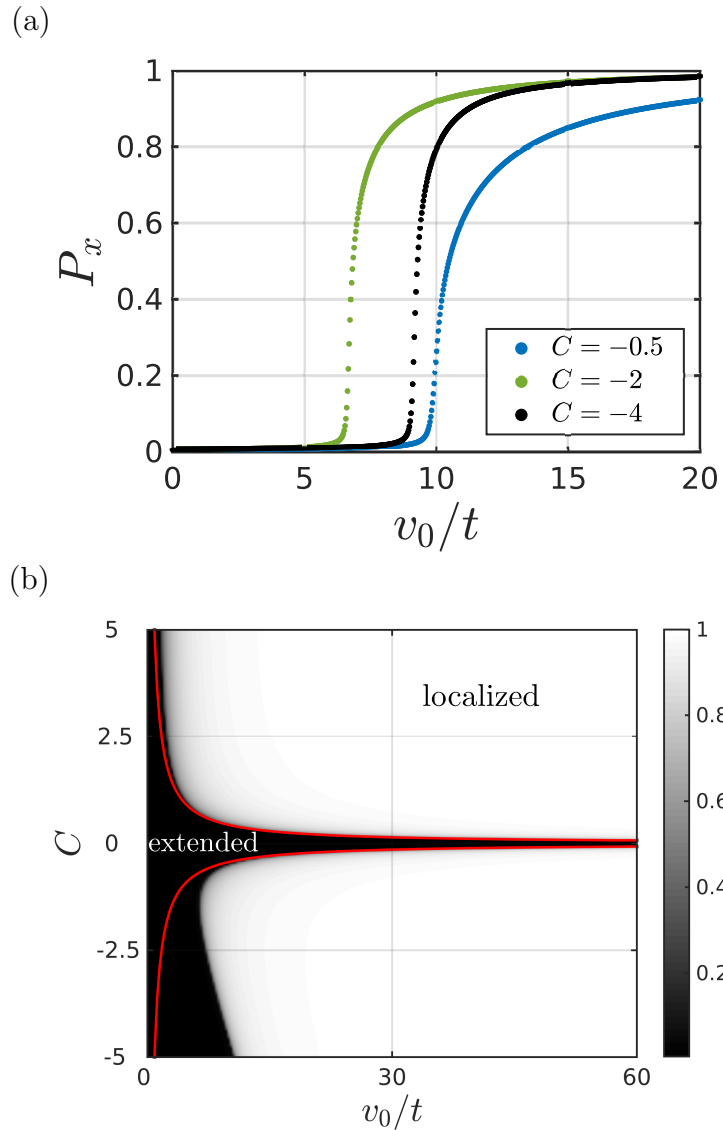 (a)
1
0.8
0.6
0.4
0.2
0
P_x
C = −0.5
C = −2
C = −4
0 5 10 15 20
v_0/t
(b)
5
2.5
0
-2.5
-5
C
localized
extended
0 30 60
v_0/t
1
0.8
0.6
0.4
0.2